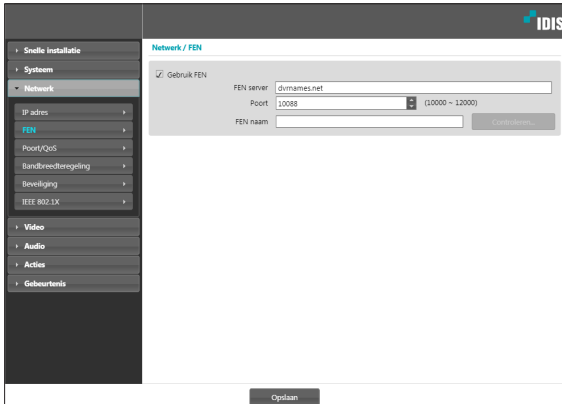 IDIS
Snelle installatie
Systeem
Netwerk
IP adres
FEN
Poort/QoS
Bandbreedteregeling
Beveiliging
IEEE 802.1X
Video
Audio
Acties
Gebeurtenis
Netwerk / FEN
Gebruik FEN
FEN server dvrnames.net
Poort 10088 (10000 ~ 12000)
FEN naam Controleren...
Opslaan